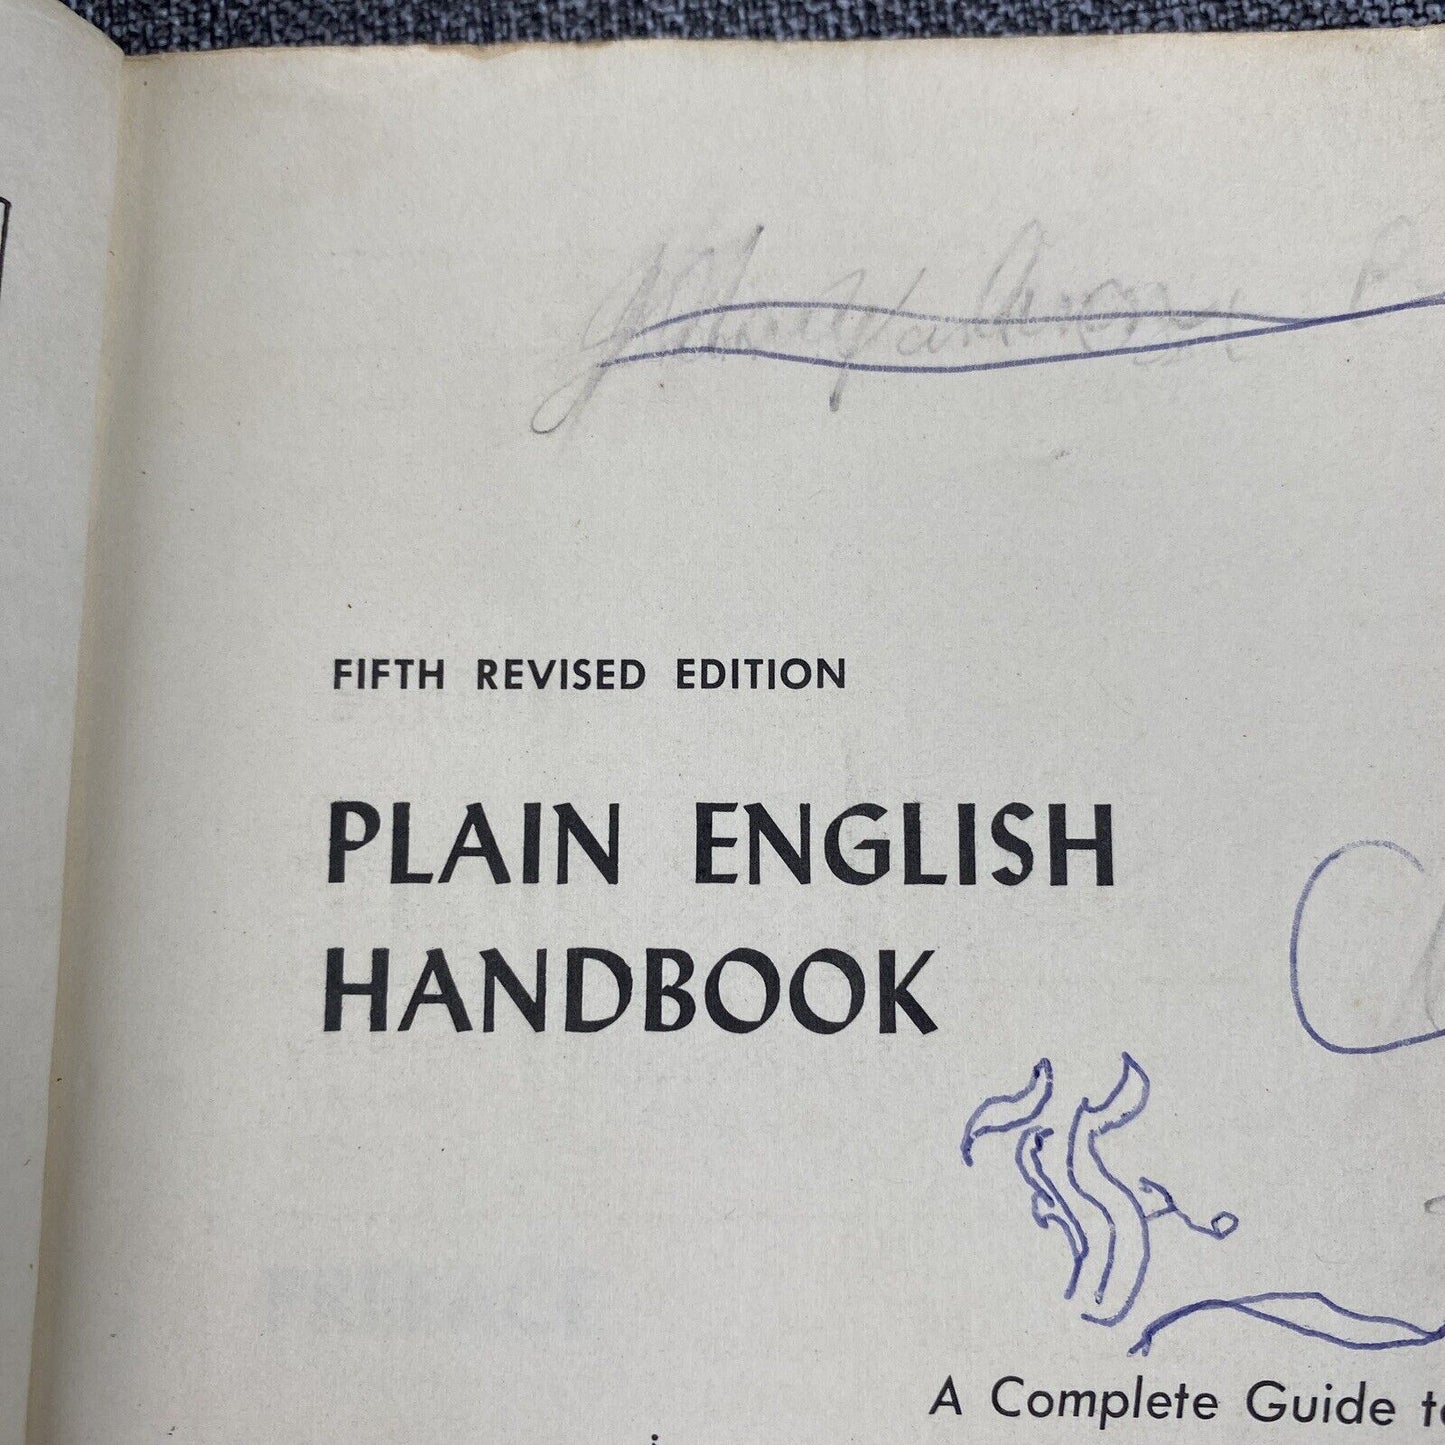 FIFTH REVISED EDITION
PLAIN ENGLISH
HANDBOOK
A Complete Guide